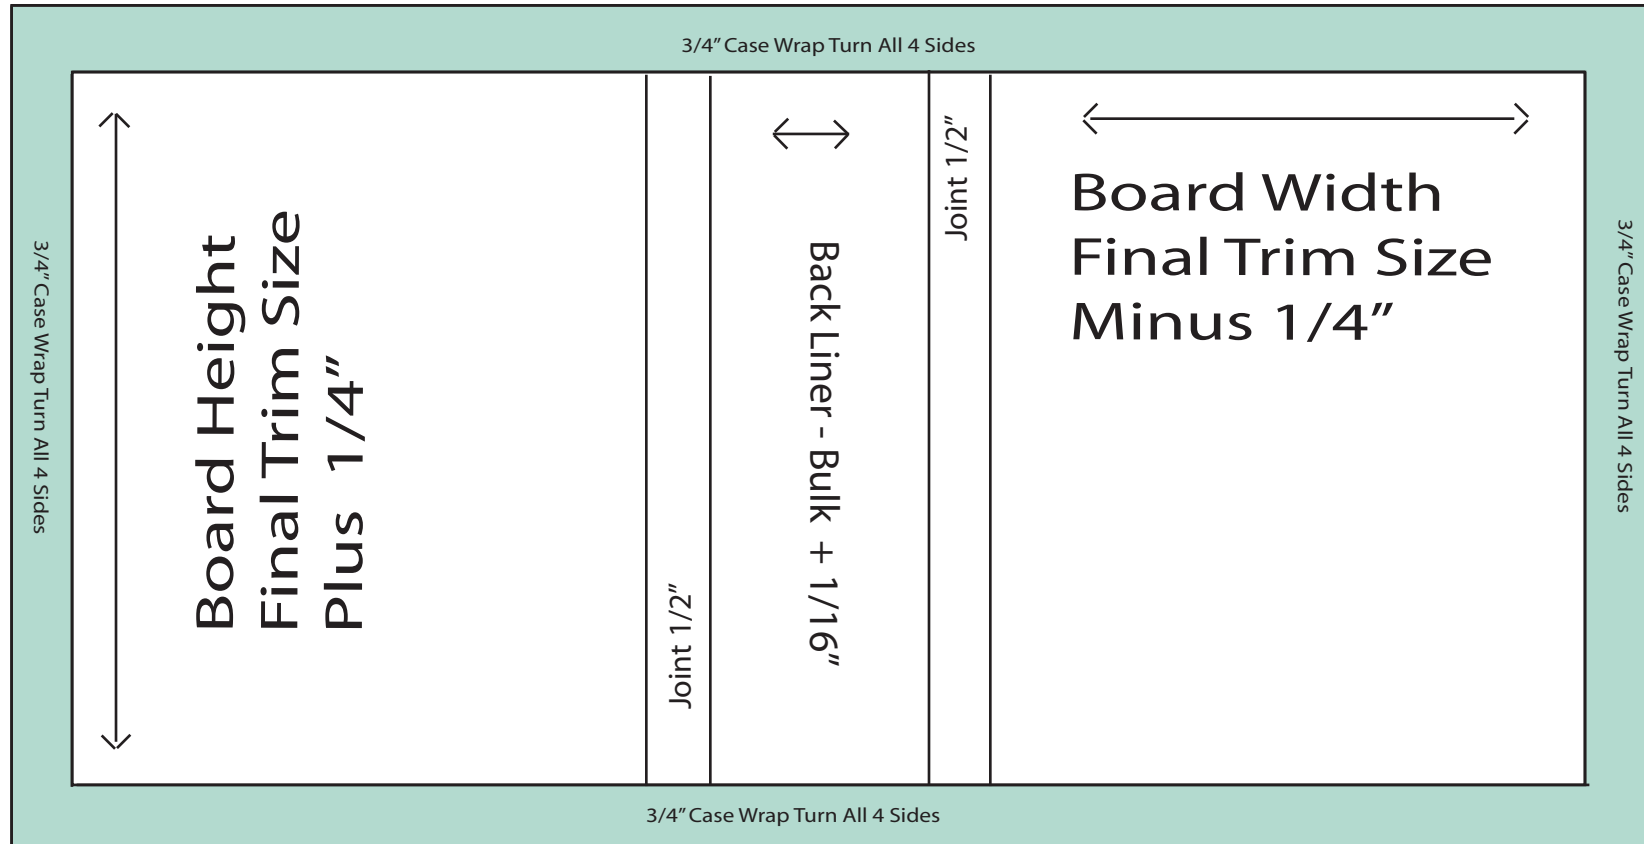 3/4” Case Wrap Turn All 4 Sides
3/4” Case Wrap Turn All 4 Sides
Board Height
Final Trim Size
Plus 1/4”
Joint 1/2”
Back Liner - Bulk + 1/16”
Joint 1/2”
Board Width
Final Trim Size
Minus 1/4”
3/4” Case Wrap Turn All 4 Sides
3/4” Case Wrap Turn All 4 Sides